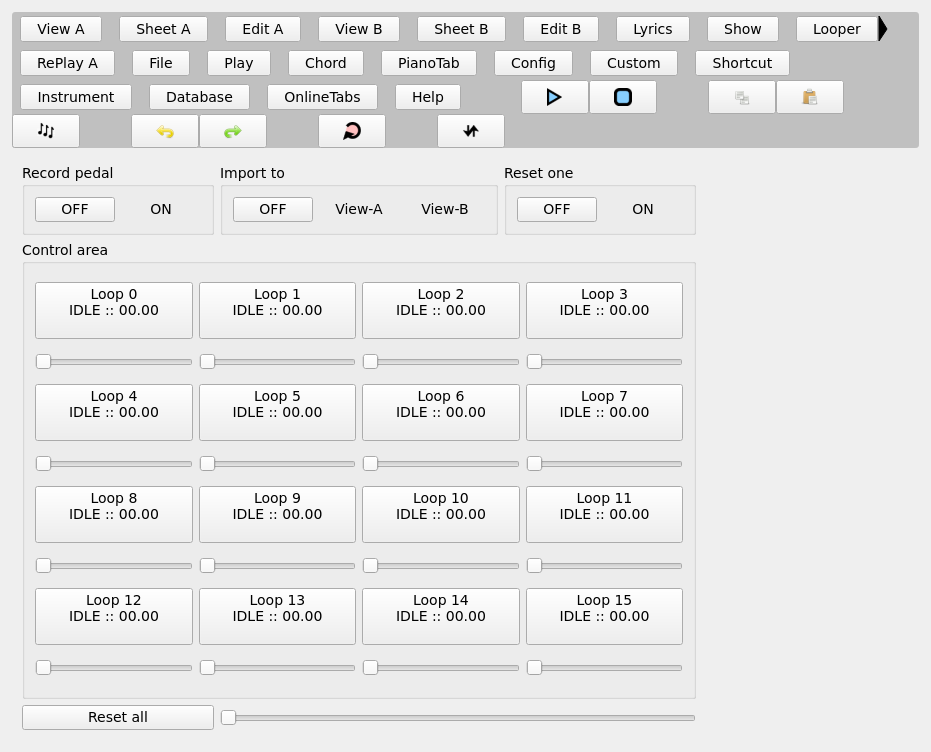 View A Sheet A Edit A View B Sheet B Edit B Lyrics Show Looper
RePlay A File Play Chord PianoTab Config Custom Shortcut
Instrument Database OnlineTabs Help
Record pedal Import to Reset one
OFF ON OFF View-A View-B OFF ON
Control area
Loop 0 Loop 1 Loop 2 Loop 3
IDLE :: 00.00 IDLE :: 00.00 IDLE :: 00.00 IDLE :: 00.00
Loop 4 Loop 5 Loop 6 Loop 7
IDLE :: 00.00 IDLE :: 00.00 IDLE :: 00.00 IDLE :: 00.00
Loop 8 Loop 9 Loop 10 Loop 11
IDLE :: 00.00 IDLE :: 00.00 IDLE :: 00.00 IDLE :: 00.00
Loop 12 Loop 13 Loop 14 Loop 15
IDLE :: 00.00 IDLE :: 00.00 IDLE :: 00.00 IDLE :: 00.00
Reset all